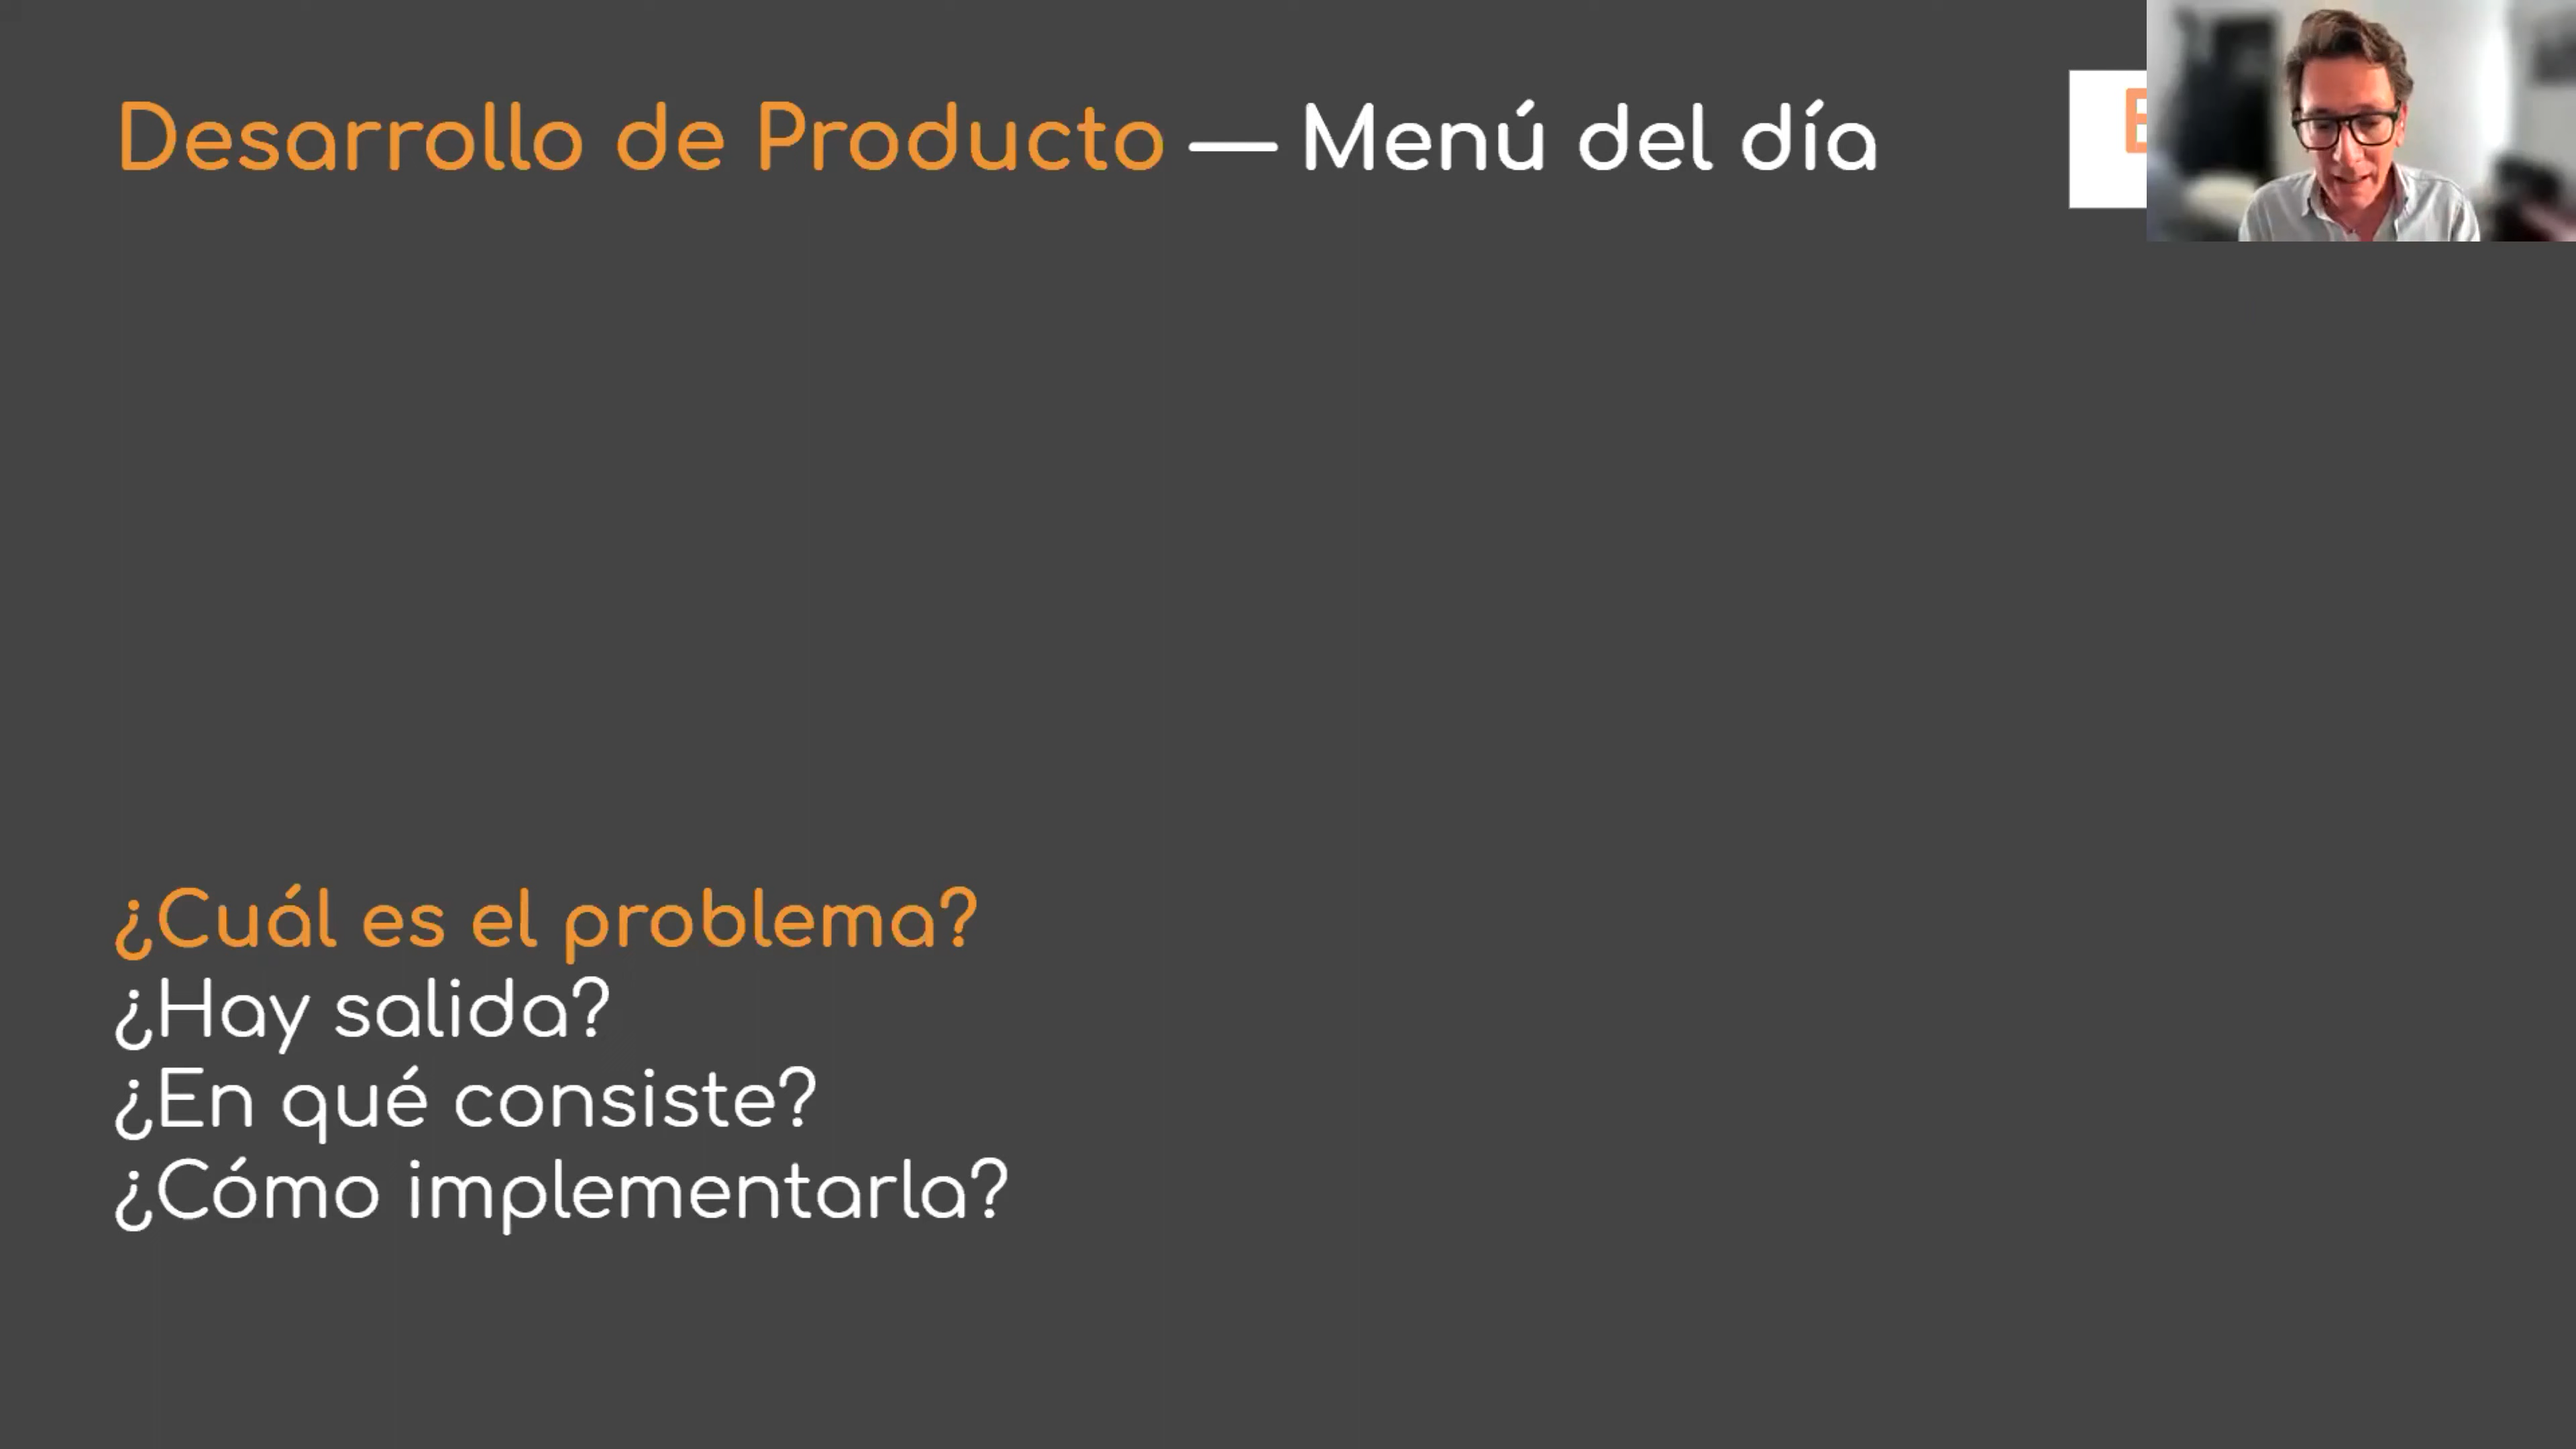 Desarrollo de Producto — Menú del día
¿Cuál es el problema?
¿Hay salida?
¿En qué consiste?
¿Cómo implementarla?